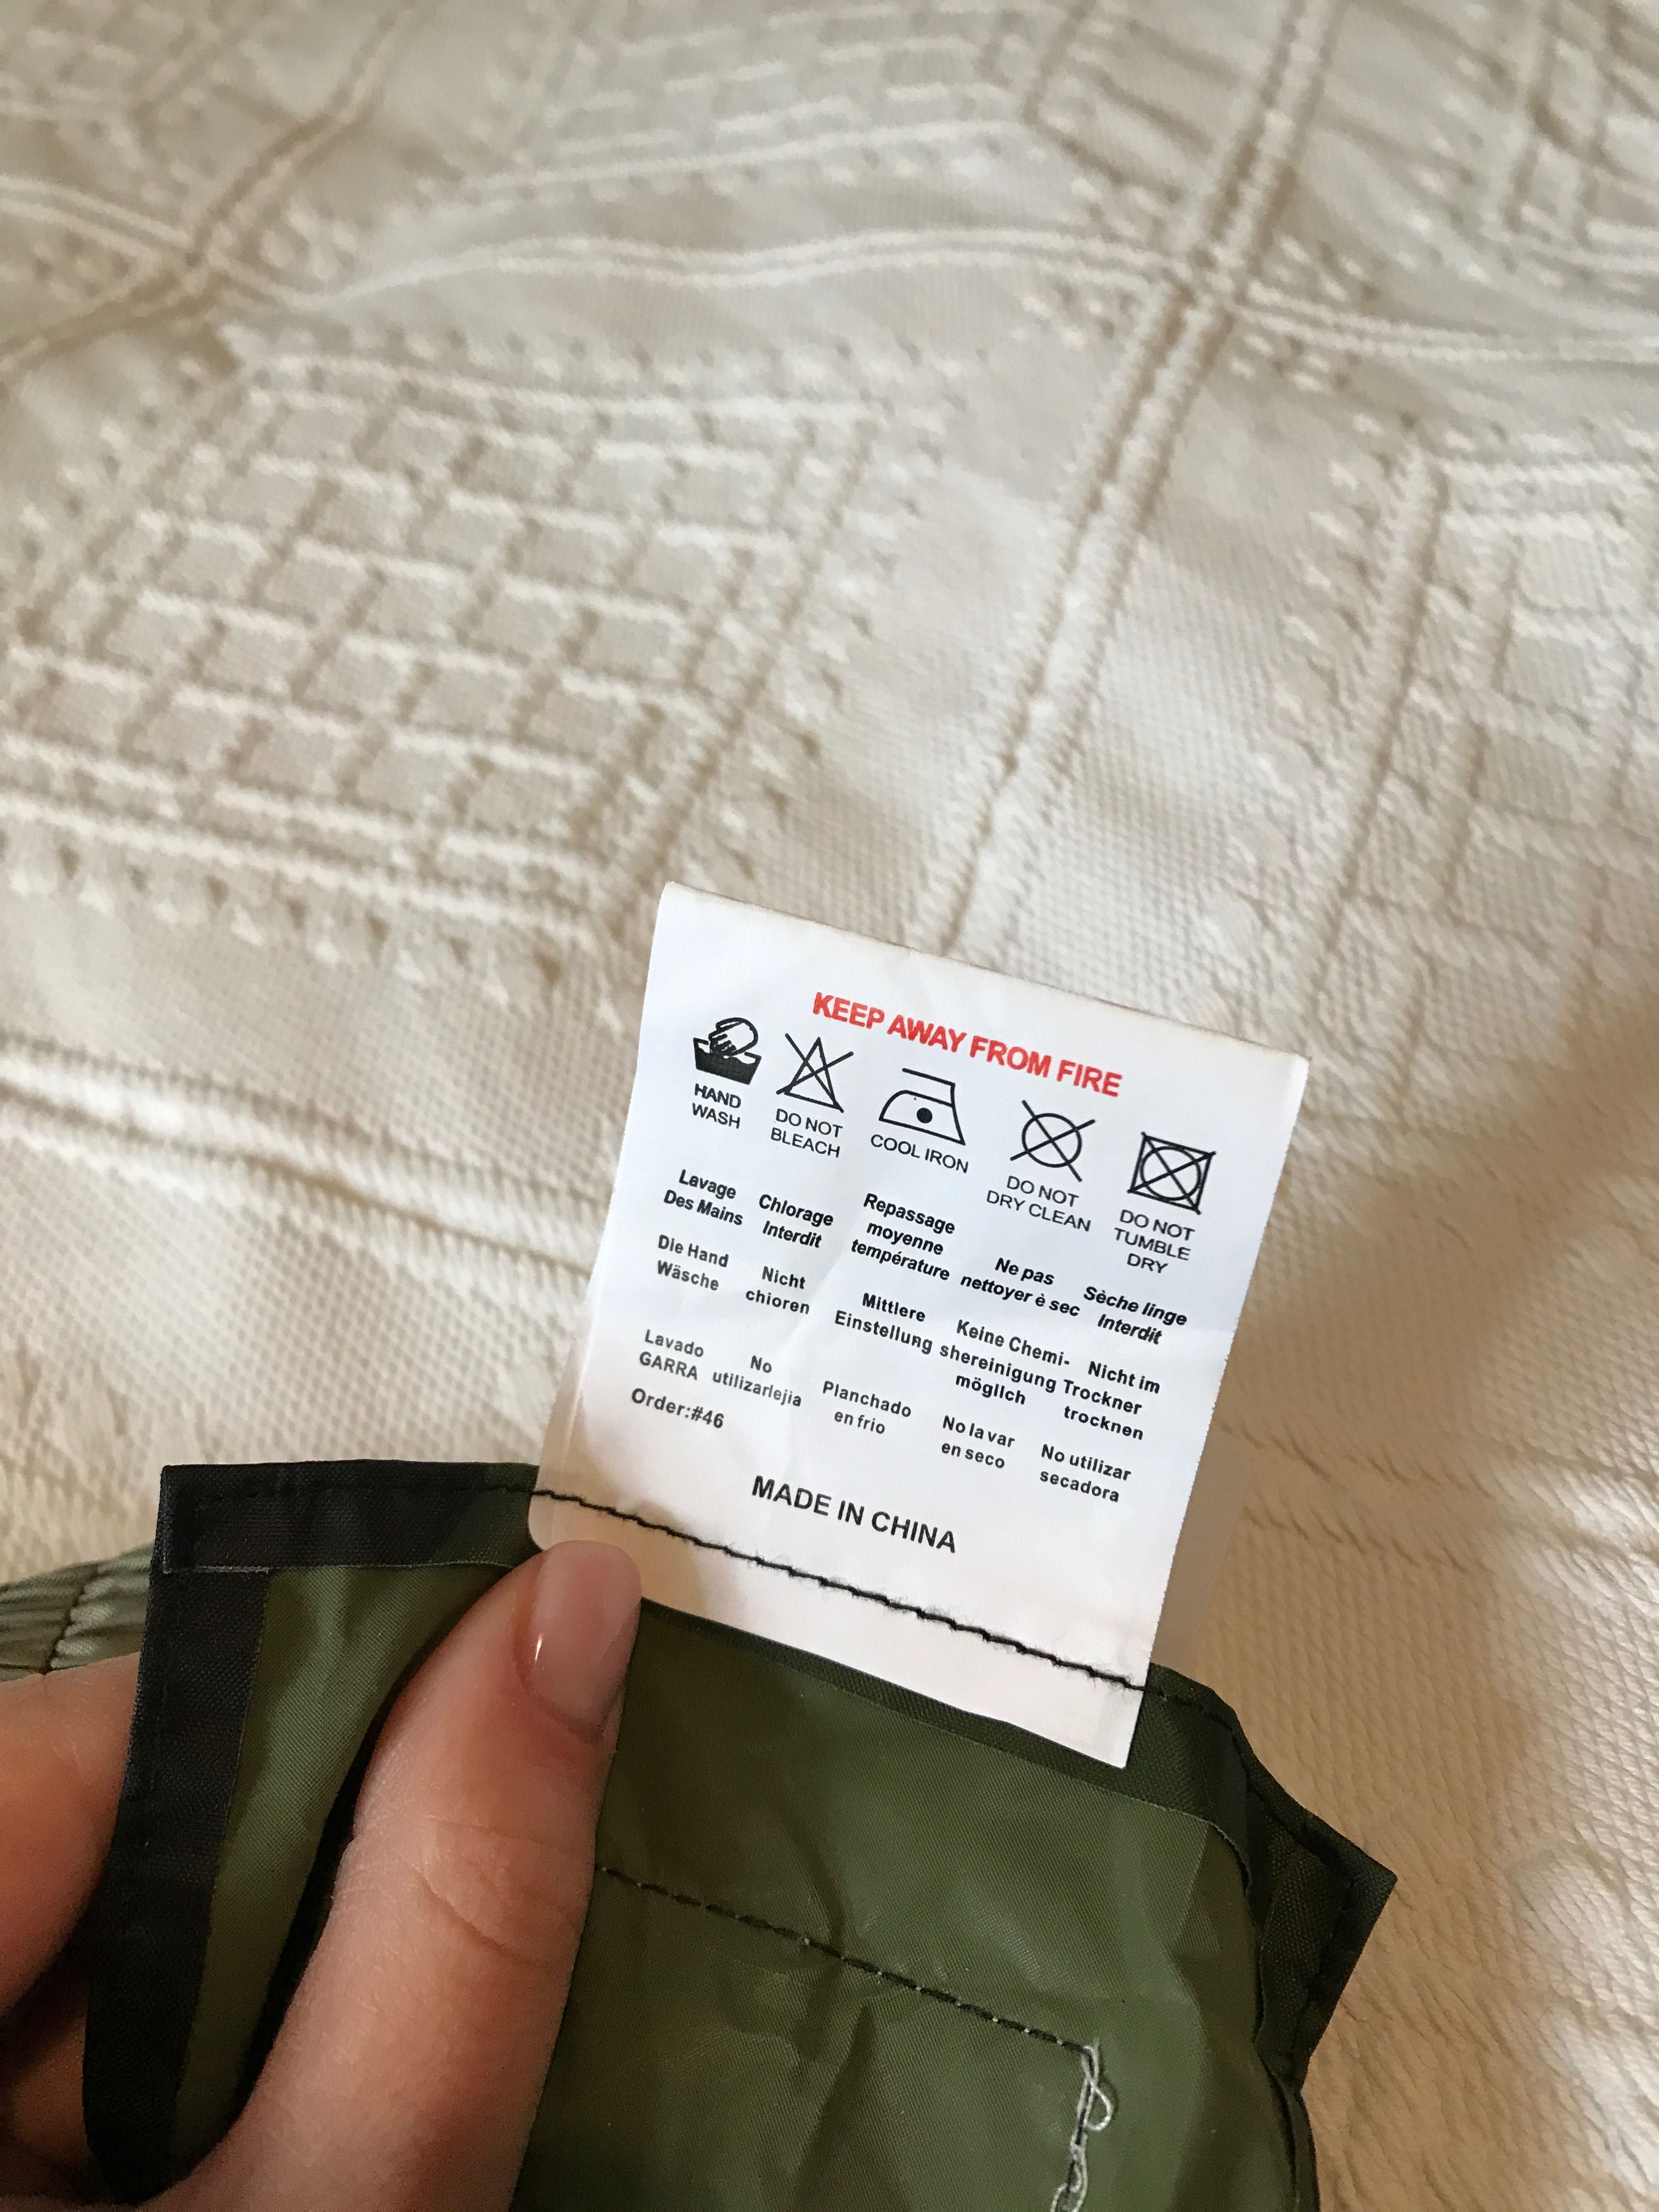 KEEP AWAY FROM FIRE
HAND
WASH
DO NOT
BLEACH
COOL IRON
DO NOT
DRY CLEAN
DO NOT
TUMBLE
DRY
Lavage
Des Mains
Chlorage
Interdit
Repassage
moyenne
température
Ne pas
nettoyer è sec
Sèche linge
Interdit
Die Hand
Wäsche
Nicht
chioren
Mittlere
Einstellung
Keine Chemi-
shereinigung
möglich
Nicht im
Trockner
trocknen
Lavado
GARRA
No
utilizarlejia
Planchado
en frio
No la var
en seco
No utilizar
secadora
Order:#46
MADE IN CHINA